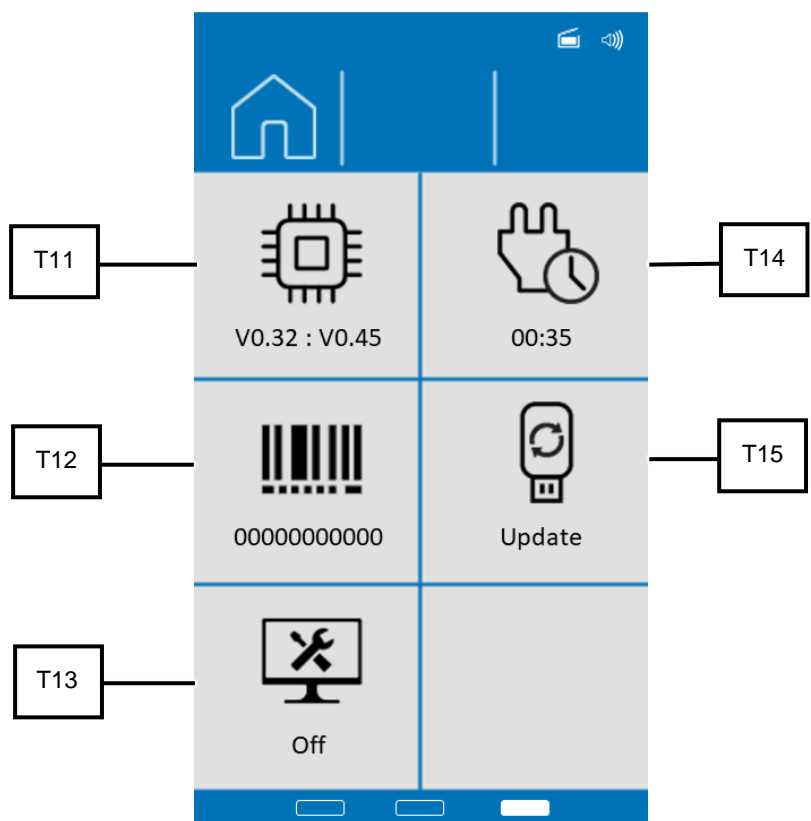 T11
V0.32 : V0.45
T14
00:35
T12
00000000000
T15
Update
T13
Off